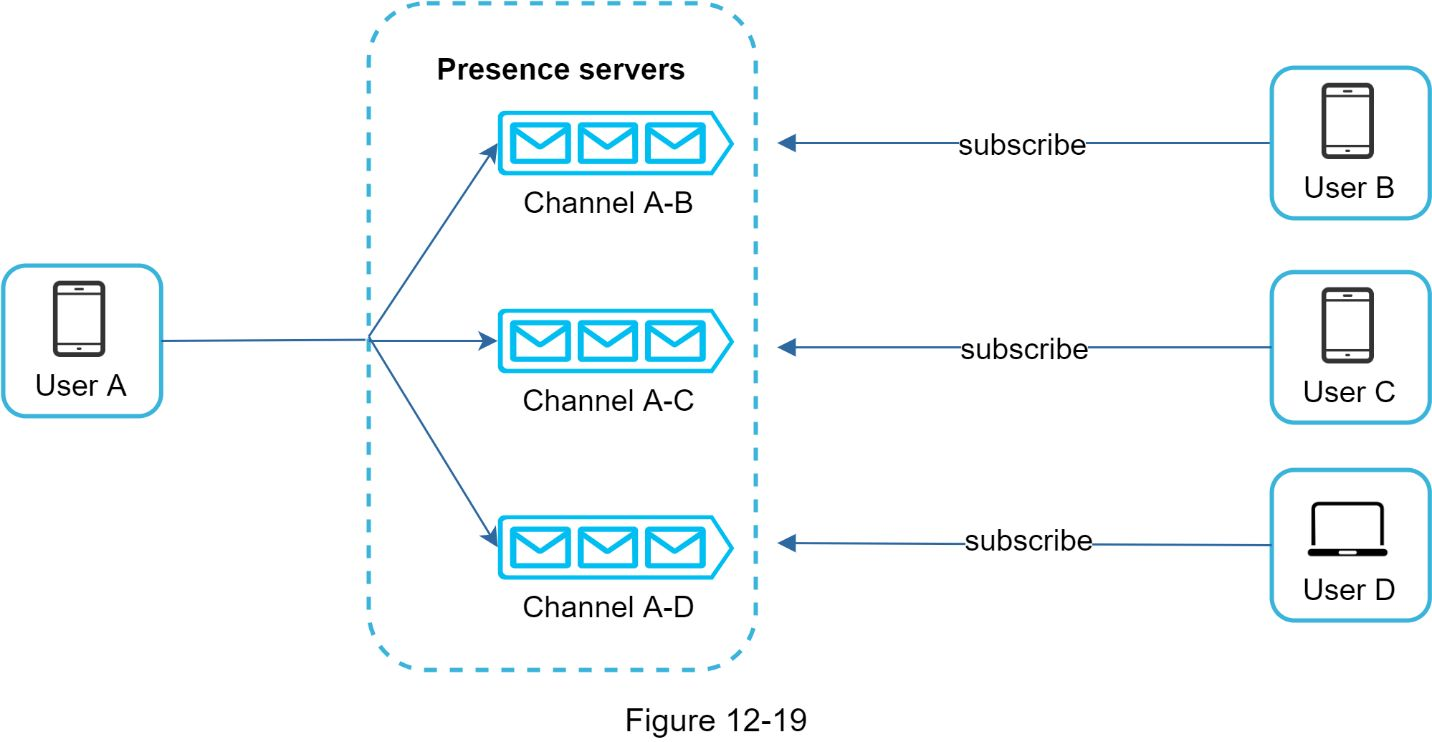 Presence servers
Channel A-B
subscribe
User B
User A
Channel A-C
subscribe
User C
Channel A-D
subscribe
User D
Figure 12-19